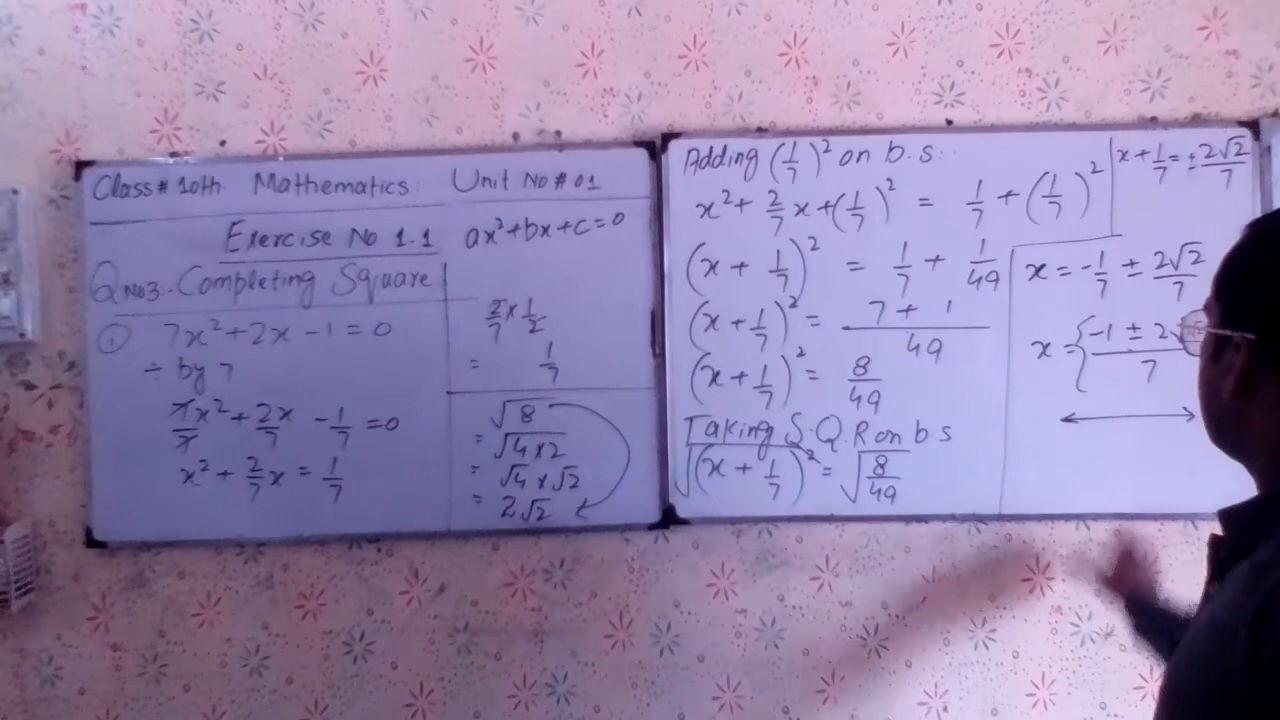 Class# 10th. Mathematics: Unit No # 01
Exercise No 1.1
ax²+bx+c=0
Q No3.. Completing Square
① 7x²+2x-1=0
÷ by 7
7x²/7 + 2x/7 - 1/7 = 0
x² + 2/7 x = 1/7
2/7 × 1/2
= 1/7
√8
= √4×2
= √4 × √2
= 2√2
Adding (1/7)² on b.s..
x² + 2/7 x + (1/7)² = 1/7 + (1/7)²
(x + 1/7)² = 1/7 + 1/49
(x + 1/7)² = 7+1/49
(x + 1/7)² = 8/49
Taking S.Q.R on b s
√(x + 1/7)² = √8/49
x + 1/7 = ± 2√2/7
x = -1/7 ± 2√2/7
x = { -1 ± 2√ /7